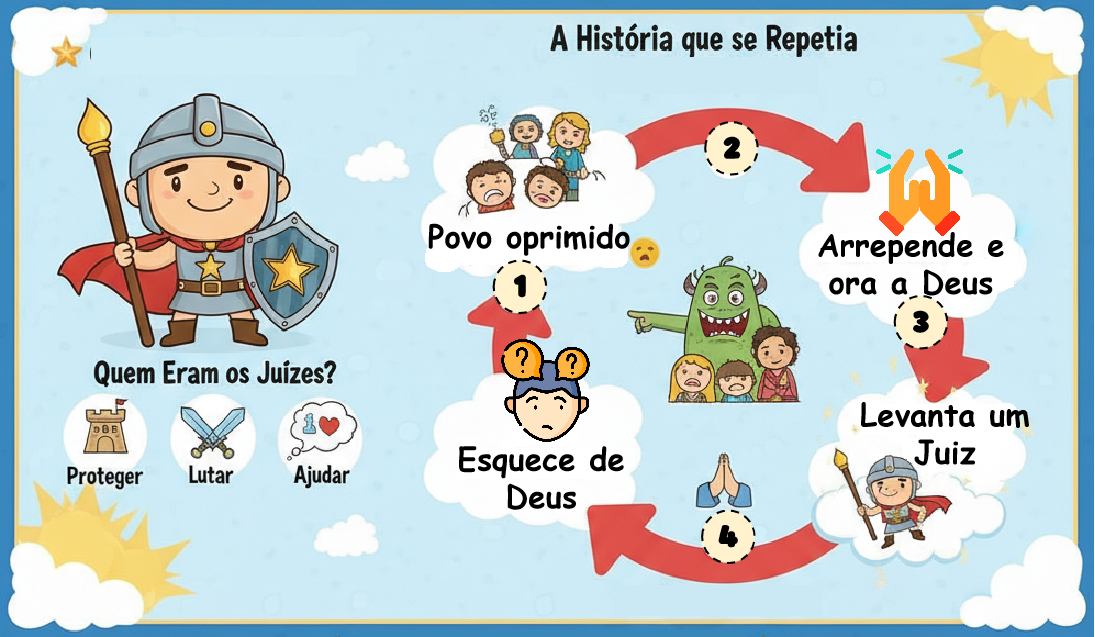 A História que se Repetia
Quem Eram os Juízes?
Proteger
Lutar
Ajudar
Povo oprimido
1
2
Arrepende e
ora a Deus
3
Levanta um
Juiz
4
Esquece de
Deus
? ?